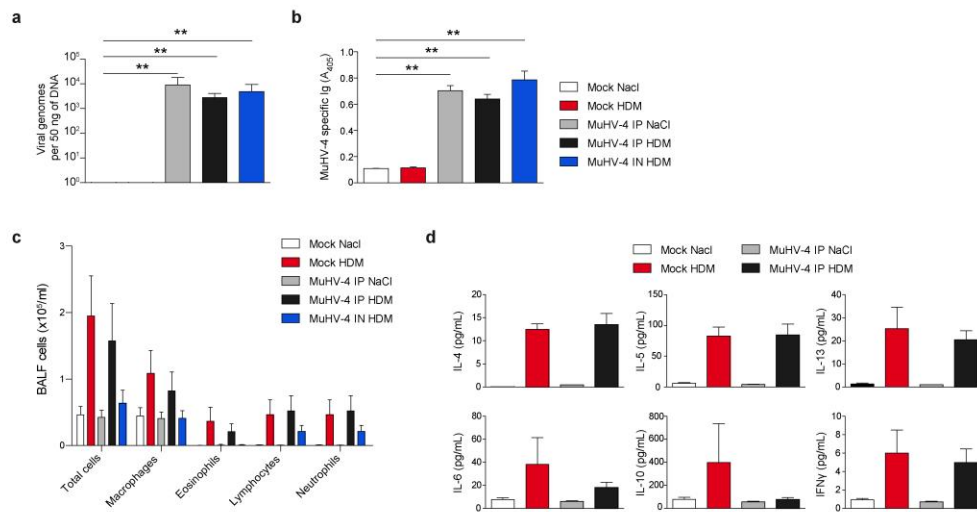 a
**
**
**
Viral genomes
per 50 ng of DNA
10⁵
10⁴
10³
10²
10¹
10⁰
b
**
**
**
MuHV-4 specific Ig (A₄₀₅)
1.0
0.8
0.6
0.4
0.2
0
Mock Nacl
Mock HDM
MuHV-4 IP NaCl
MuHV-4 IP HDM
MuHV-4 IN HDM
c
Mock Nacl
Mock HDM
MuHV-4 IP NaCl
MuHV-4 IP HDM
MuHV-4 IN HDM
BALF cells (x10⁵/ml)
3
2
1
0
Total cells
Macrophages
Eosinophils
Lymphocytes
Neutrophils
d
Mock Nacl
MuHV-4 IP NaCl
Mock HDM
MuHV-4 IP HDM
IL-4 (pg/mL)
20
15
10
5
0
IL-5 (pg/mL)
150
100
50
0
IL-13 (pg/mL)
40
30
20
10
0
IL-6 (pg/mL)
80
60
40
20
0
IL-10 (pg/mL)
800
600
400
200
0
IFNγ (pg/mL)
10
8
6
4
2
0